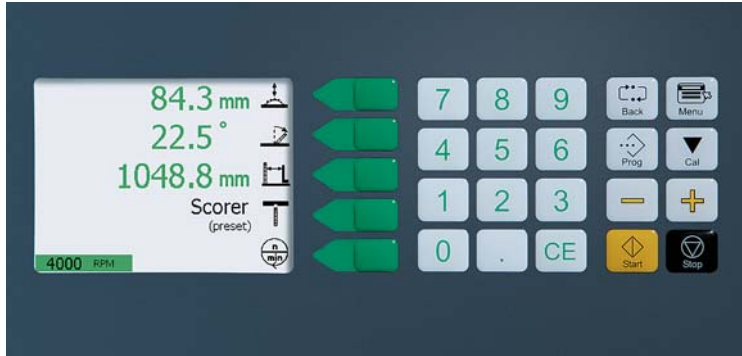 84.3 mm
22.5°
1048.8 mm
Scorer
(preset)
n
min
4000 RPM
7 8 9
4 5 6
1 2 3
0 . CE
Back Menu
Prog Cal
− +
Start Stop